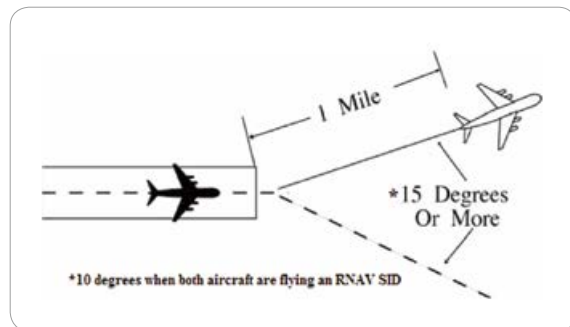 1 Mile
*15 Degrees
Or More
*10 degrees when both aircraft are flying an RNAV SID